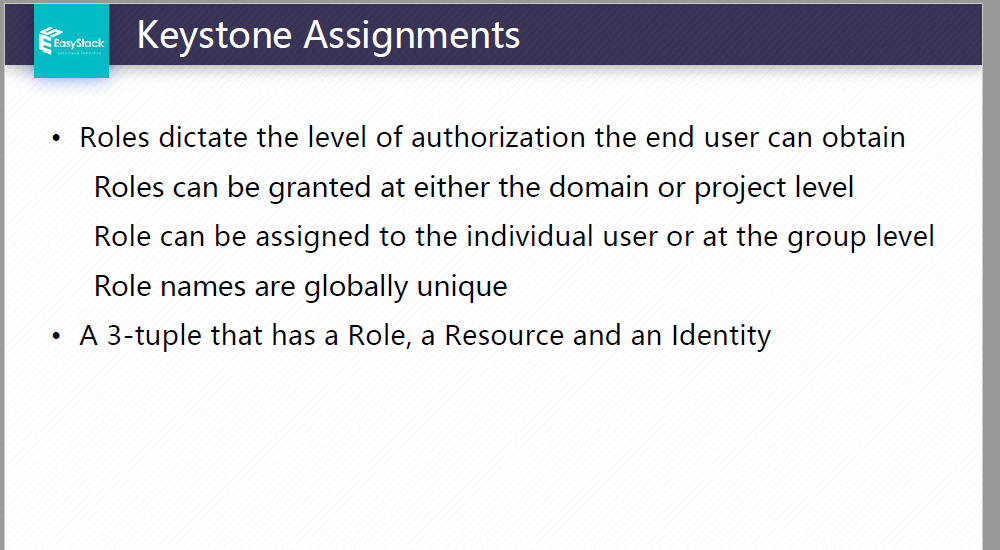 EasyStack
Keystone Assignments
• Roles dictate the level of authorization the end user can obtain
Roles can be granted at either the domain or project level
Role can be assigned to the individual user or at the group level
Role names are globally unique
• A 3-tuple that has a Role, a Resource and an Identity